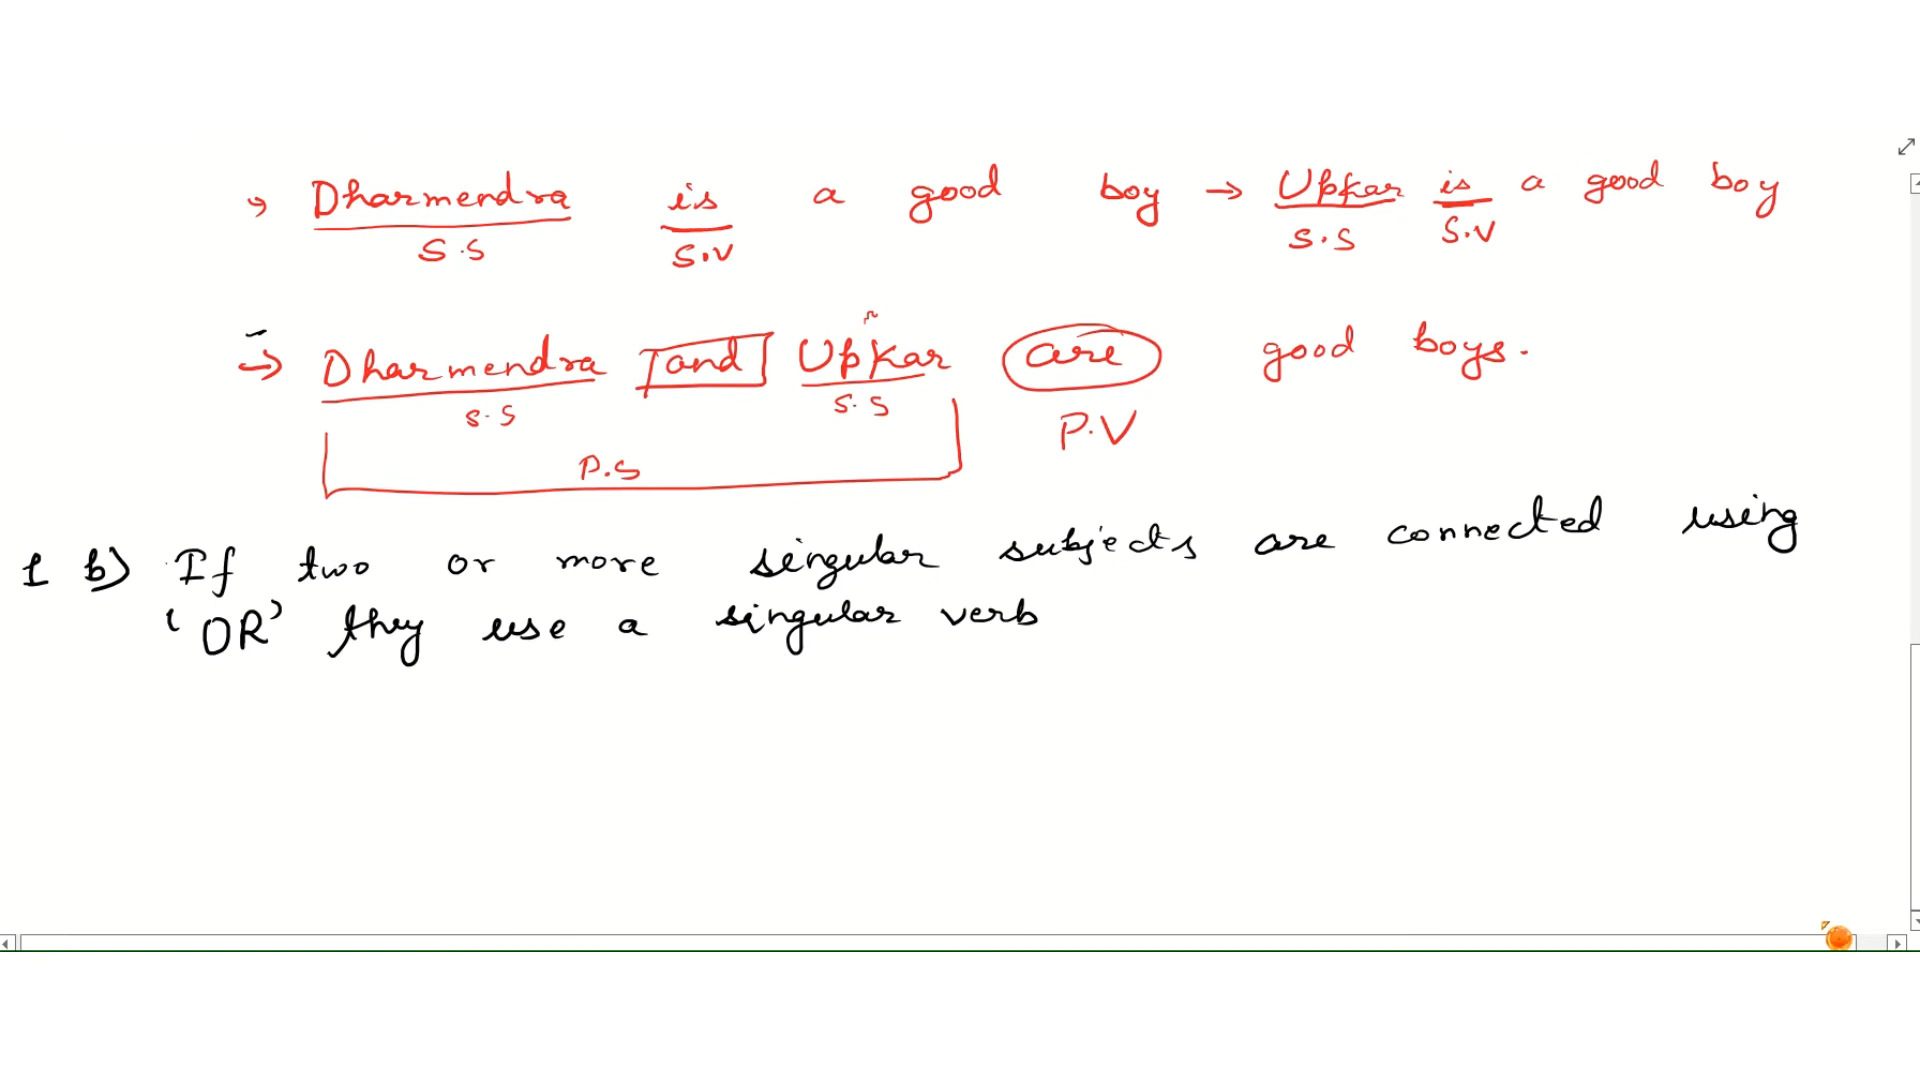 → Dharmendra is a good boy → Upkar is a good boy
S.S S.V S.S S.V
→ Dharmendra and Upkar are good boys.
S.S S.S P.V
P.S
1 b) If two or more singular subjects are connected using
'OR' they use a singular verb